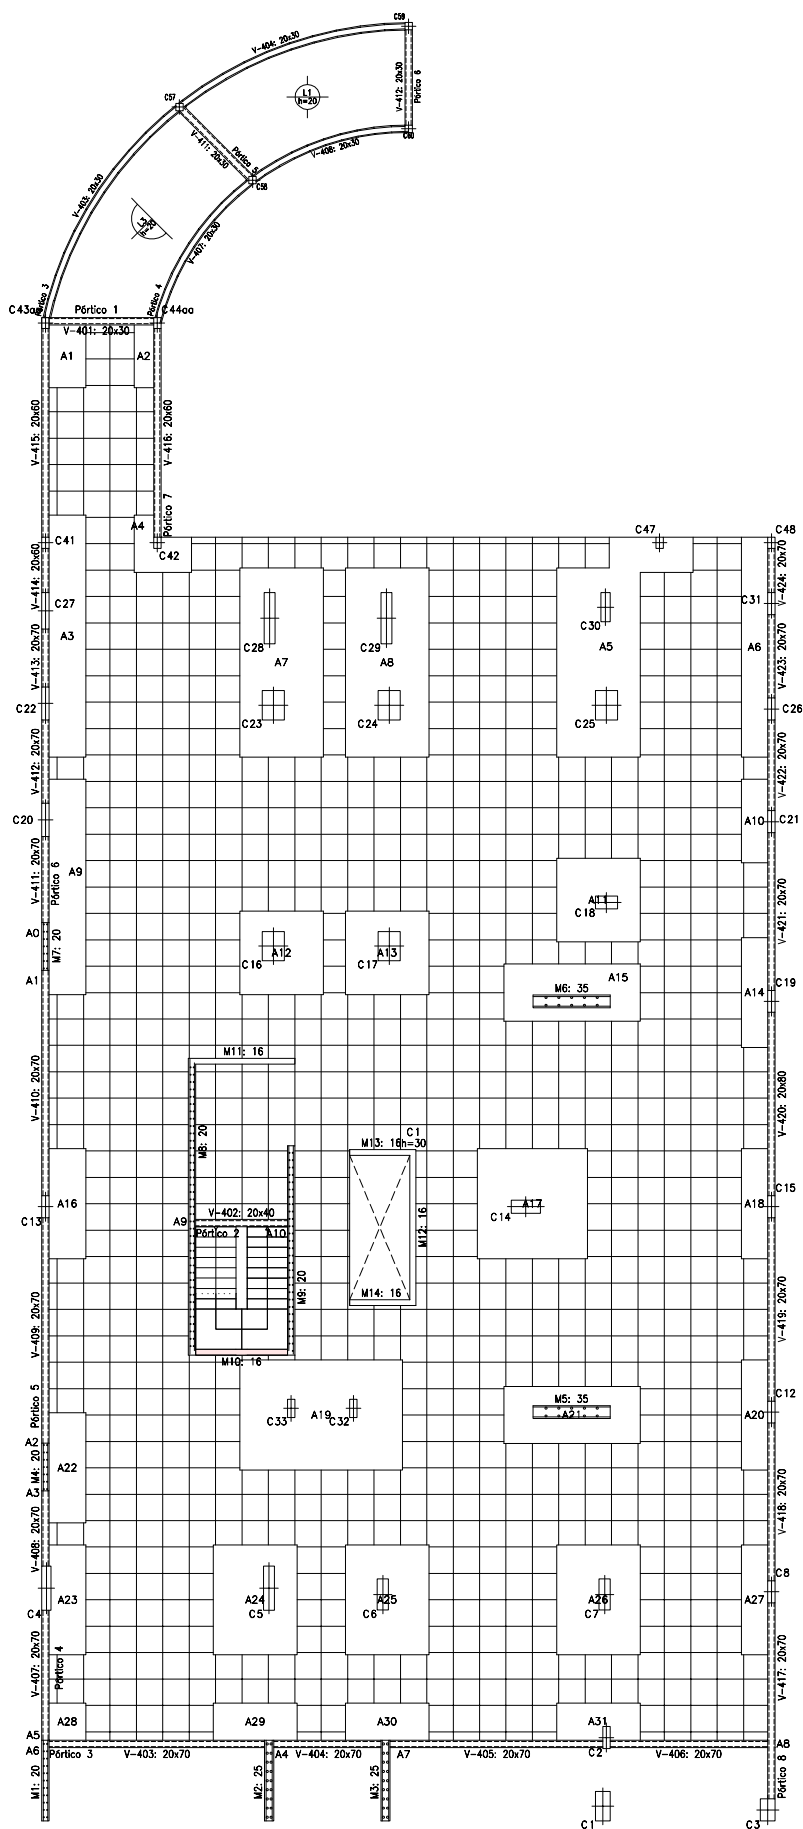 C59
V-404: 20x30
C57
L1
h=20
V-412: 20x30
Pórtico 6
C60
V-411: 20x30
Pórtico 5
V-408: 20x30
C58
V-403: 20x30
L3
h=20
V-407: 20x30
Pórtico 3
Pórtico 4
C43aa
Pórtico 1
C44aa
V-401: 20x30
A1
A2
V-415: 20x60
V-416: 20x60
Pórtico 7
A4
C41
C42
C47
C48
V-414: 20x60
V-424: 20x70
C27
C31
C30
A3
C28
A7
C29
A8
A5
A6
V-413: 20x70
V-423: 20x70
C22
C23
C24
C25
C26
V-412: 20x70
V-422: 20x70
C20
A10
C21
V-411: 20x70
Pórtico 6
A9
A11
C18
V-421: 20x70
A0
M7: 20
A12
C16
A13
C17
A1
A15
M6: 35
A14
C19
M11: 16
V-410: 20x70
V-420: 20x80
M8: 20
C1
M13: 16
h=30
A16
C13
A9
V-402: 20x40
Pórtico 2
A10
M12: 16
A17
C14
A18
C15
M9: 20
M14: 16
V-409: 20x70
V-419: 20x70
M10: 16
Pórtico 5
C33
A19
C32
M5: 35
A21
A20
C12
A2
M4: 20
A22
A3
V-408: 20x70
V-418: 20x70
A23
C4
A24
C5
A25
C6
A26
C7
A27
C8
V-407: 20x70
Pórtico 4
V-417: 20x70
A28
A29
A30
A31
A5
A6
Pórtico 3
V-403: 20x70
A4
V-404: 20x70
A7
V-405: 20x70
C2
V-406: 20x70
A8
M1: 20
M2: 25
M3: 25
Pórtico 8
C1
C3